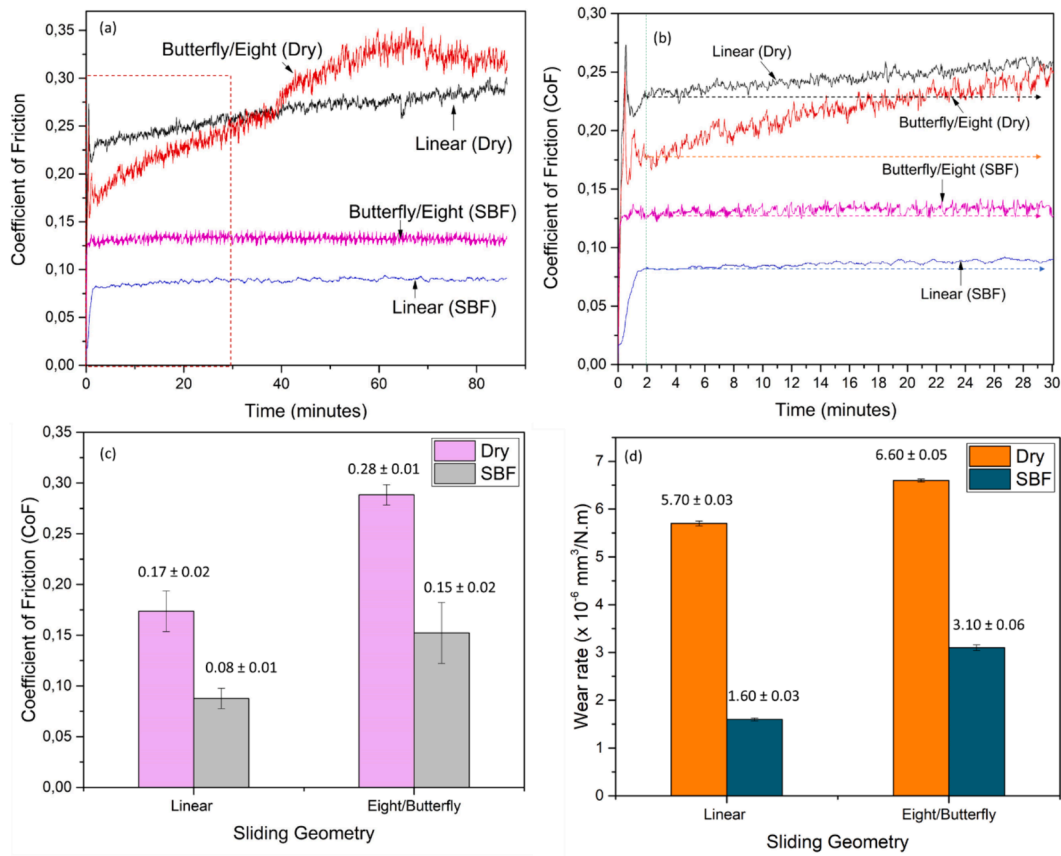 (a)
0,35
0,30
0,25
0,20
0,15
0,10
0,05
0,00
Coefficient of Friction
Butterfly/Eight (Dry)
Linear (Dry)
Butterfly/Eight (SBF)
Linear (SBF)
0 20 40 60 80
Time (minutes)
(b)
0,30
0,25
0,20
0,15
0,10
0,05
0,00
Coefficient of Friction (CoF)
Linear (Dry)
Butterfly/Eight (Dry)
Butterfly/Eight (SBF)
Linear (SBF)
0 2 4 6 8 10 12 14 16 18 20 22 24 26 28 30
Time (minutes)
(c)
0,35
0,30
0,25
0,20
0,15
0,10
0,05
0,00
Coefficient of Friction (CoF)
Dry
SBF
0.17 ± 0.02
0.08 ± 0.01
0.28 ± 0.01
0.15 ± 0.02
Linear Eight/Butterfly
Sliding Geometry
(d)
7
6
5
4
3
2
1
0
Wear rate (x 10⁻⁶ mm³/N.m)
Dry
SBF
5.70 ± 0.03
1.60 ± 0.03
6.60 ± 0.05
3.10 ± 0.06
Linear Eight/Butterfly
Sliding Geometry